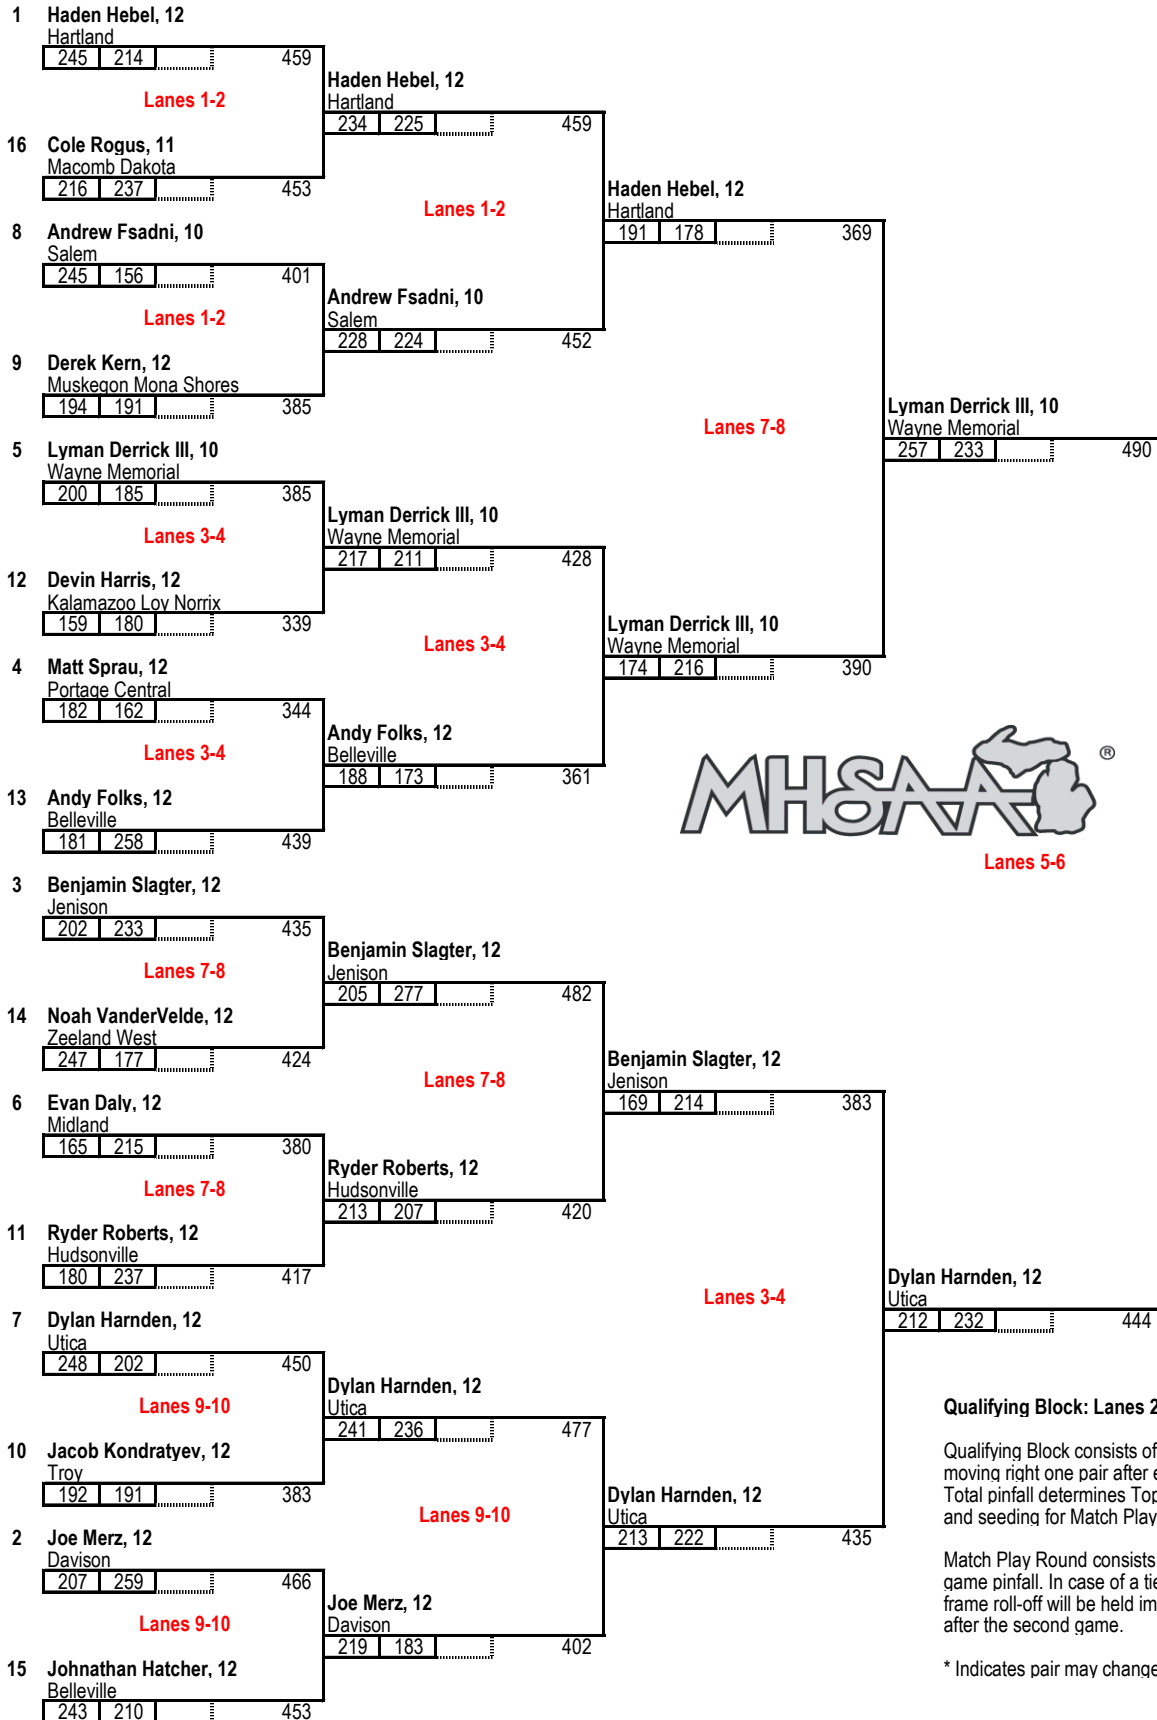 1 Haden Hebel, 12
Hartland
245 214 459
Lanes 1-2
16 Cole Rogus, 11
Macomb Dakota
216 237 453
8 Andrew Fsadni, 10
Salem
245 156 401
Lanes 1-2
9 Derek Kern, 12
Muskegon Mona Shores
194 191 385
5 Lyman Derrick III, 10
Wayne Memorial
200 185 385
Lanes 3-4
12 Devin Harris, 12
Kalamazoo Loy Norrix
159 180 339
4 Matt Sprau, 12
Portage Central
182 162 344
Lanes 3-4
13 Andy Folks, 12
Belleville
181 258 439
3 Benjamin Slagter, 12
Jenison
202 233 435
Lanes 7-8
14 Noah VanderVelde, 12
Zeeland West
247 177 424
6 Evan Daly, 12
Midland
165 215 380
Lanes 7-8
11 Ryder Roberts, 12
Hudsonville
180 237 417
7 Dylan Harnden, 12
Utica
248 202 450
Lanes 9-10
10 Jacob Kondratyev, 12
Troy
192 191 383
2 Joe Merz, 12
Davison
207 259 466
Lanes 9-10
15 Johnathan Hatcher, 12
Belleville
243 210 453
Haden Hebel, 12
Hartland
234 225 459
Lanes 1-2
Andrew Fsadni, 10
Salem
228 224 452
Lyman Derrick III, 10
Wayne Memorial
217 211 428
Lanes 3-4
Andy Folks, 12
Belleville
188 173 361
Benjamin Slagter, 12
Jenison
205 277 482
Lanes 7-8
Ryder Roberts, 12
Hudsonville
213 207 420
Dylan Harnden, 12
Utica
241 236 477
Lanes 9-10
Joe Merz, 12
Davison
219 183 402
Haden Hebel, 12
Hartland
191 178 369
Lanes 7-8
Lyman Derrick III, 10
Wayne Memorial
174 216 390
Benjamin Slagter, 12
Jenison
169 214 383
Lanes 3-4
Dylan Harnden, 12
Utica
213 222 435
Lyman Derrick III, 10
Wayne Memorial
257 233 490
MHSAA ®
Lanes 5-6
Dylan Harnden, 12
Utica
212 232 444
Qualifying Block: Lanes 2
Qualifying Block consists of
moving right one pair after e
Total pinfall determines Top
and seeding for Match Play
Match Play Round consists
game pinfall. In case of a tie
frame roll-off will be held im
after the second game.
* Indicates pair may change